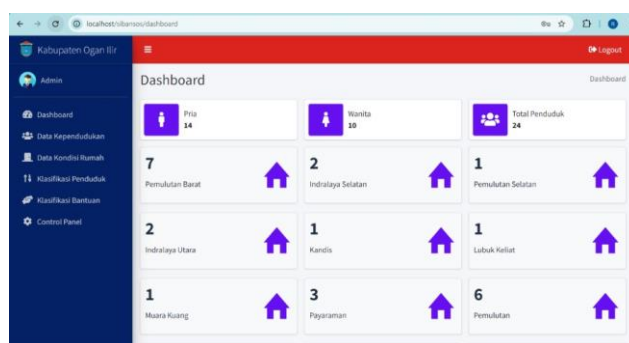 localhost/sibansos/dashboard
Kabupaten Ogan Ilir
Logout
Admin
Dashboard
Data Kependudukan
Data Kondisi Rumah
Klasifikasi Penduduk
Klasifikasi Bantuan
Control Panel
Dashboard
Dashboard
Pria
14
Wanita
10
Total Penduduk
24
7
Pemulutan Barat
2
Indralaya Selatan
1
Pemulutan Selatan
2
Indralaya Utara
1
Kandis
1
Lubuk Keliat
1
Muara Kuang
3
Payaraman
6
Pemulutan